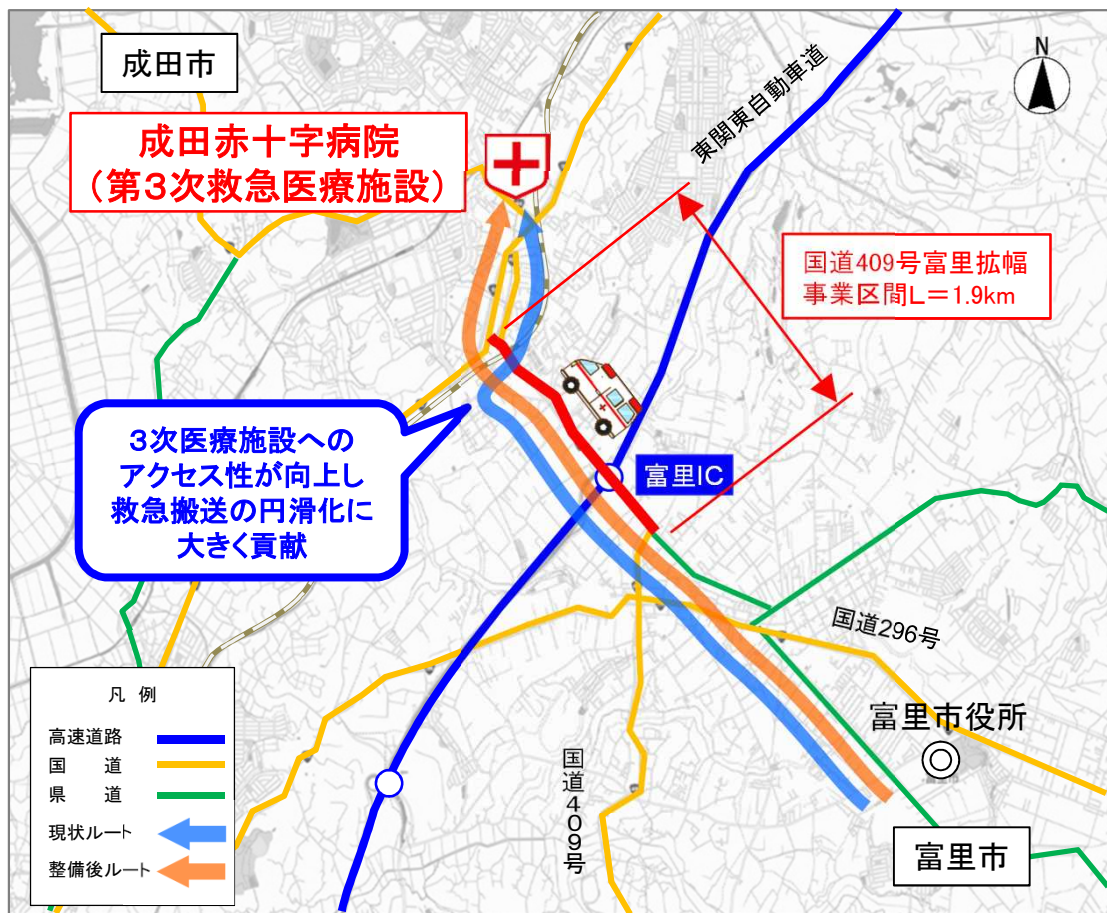 成田市
N
成田赤十字病院
（第３次救急医療施設）
東関東自動車道
国道409号富里拡幅
事業区間L＝1.9km
３次医療施設への
アクセス性が向上し
救急搬送の円滑化に
大きく貢献
富里IC
国道296号
富里市役所
国道４０９号
富里市
凡 例
高速道路
国 道
県 道
現状ルート
整備後ルート